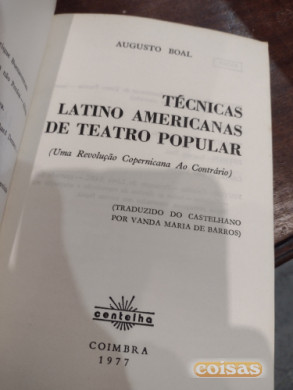 AUGUSTO BOAL
TÉCNICAS
LATINO AMERICANAS
DE TEATRO POPULAR
(Uma Revolução Copernicana Ao Contrário)
(TRADUZIDO DO CASTELHANO
POR VANDA MARIA DE BARROS)
centelha
COIMBRA
1977
coisas